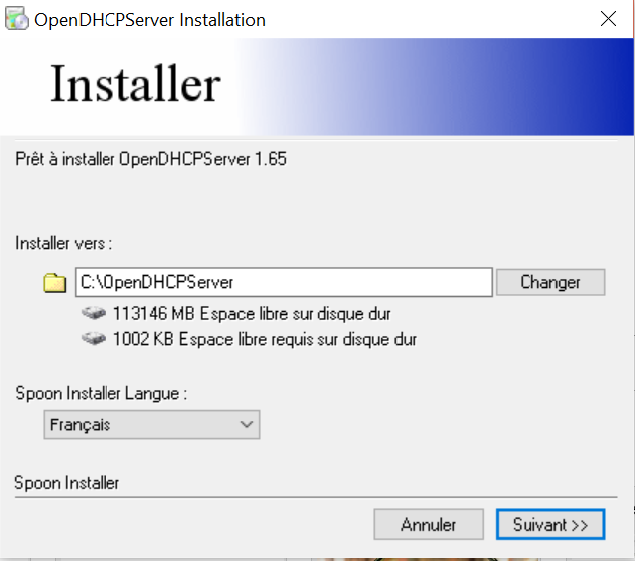 OpenDHCPServer Installation
Installer
Prêt à installer OpenDHCPServer 1.65
Installer vers :
C:\OpenDHCPServer
Changer
113146 MB Espace libre sur disque dur
1002 KB Espace libre requis sur disque dur
Spoon Installer Langue :
Français
Spoon Installer
Annuler
Suivant >>